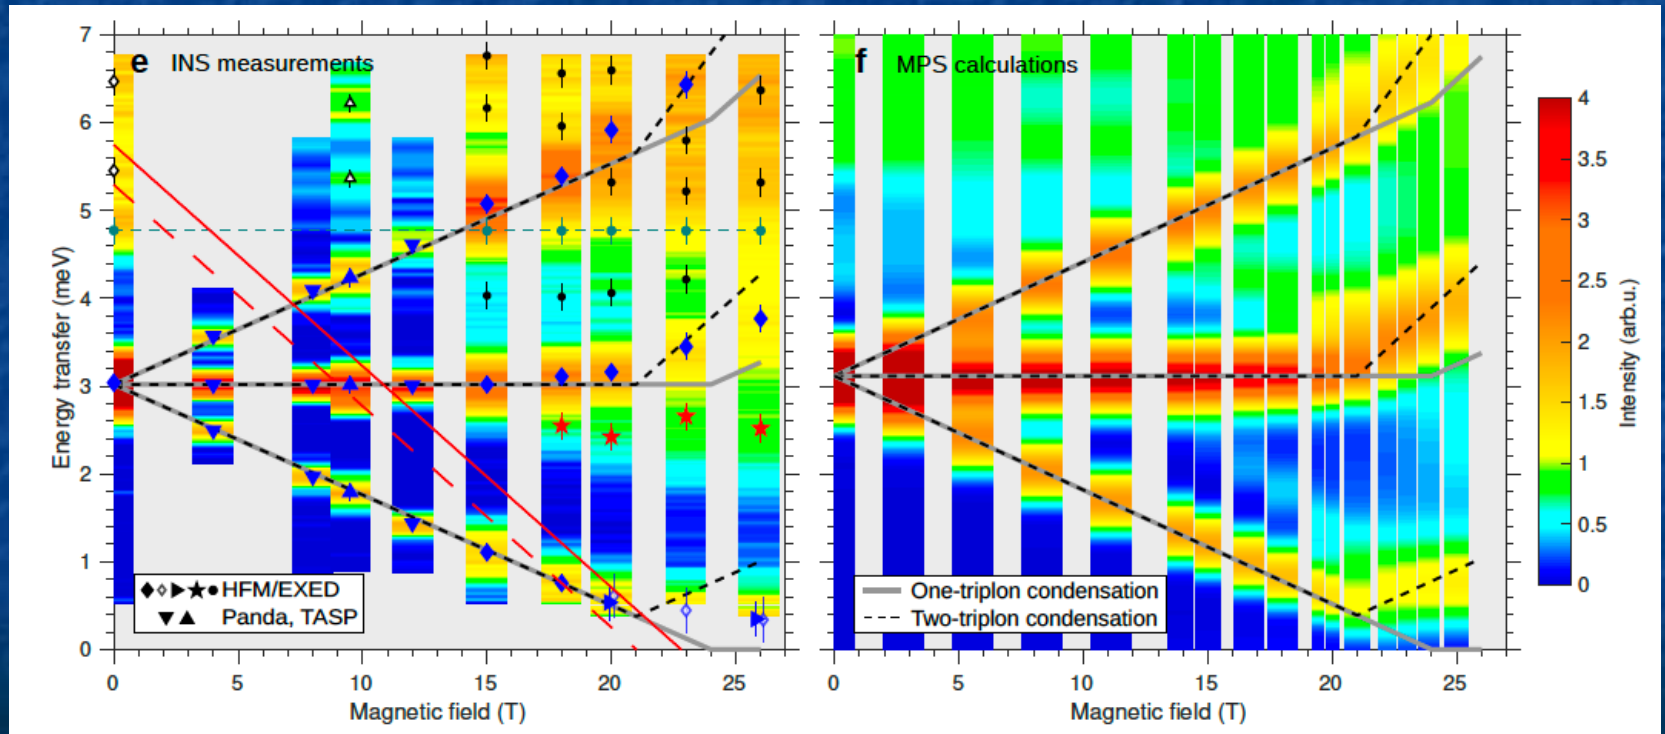 e INS measurements
f MPS calculations
7
6
5
4
3
2
1
0
Energy transfer (meV)
HFM/EXED
Panda, TASP
0 5 10 15 20 25
Magnetic field (T)
One-triplon condensation
Two-triplon condensation
0 5 10 15 20 25
Magnetic field (T)
4
3.5
3
2.5
2
1.5
1
0.5
0
Intensity (arb.u.)